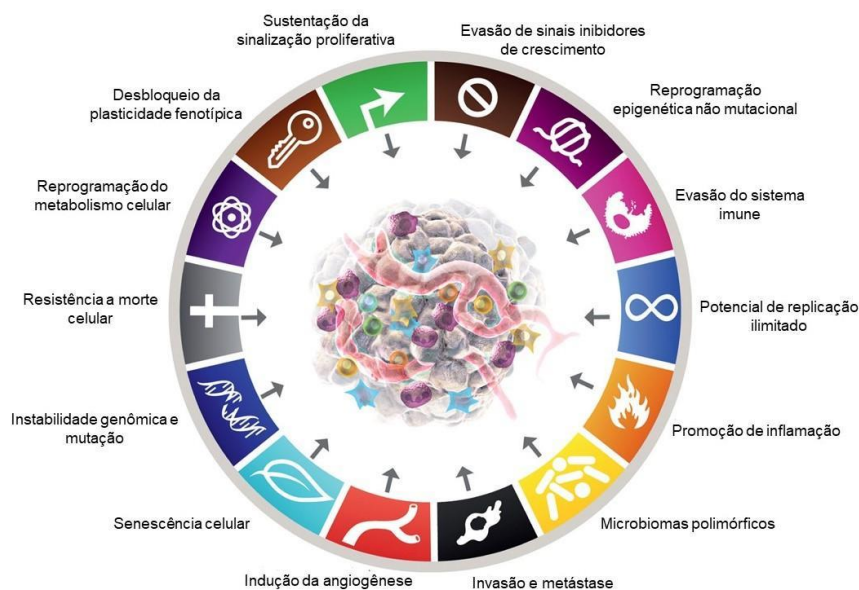 Sustentação da
sinalização proliferativa
Evasão de sinais inibidores
de crescimento
Reprogramação
epigenética não mutacional
Evasão do sistema
imune
Potencial de replicação
ilimitado
Promoção de inflamação
Microbiomas polimórficos
Invasão e metástase
Indução da angiogênese
Senescência celular
Instabilidade genômica e
mutação
Resistência a morte
celular
Reprogramação do
metabolismo celular
Desbloqueio da
plasticidade fenotípica